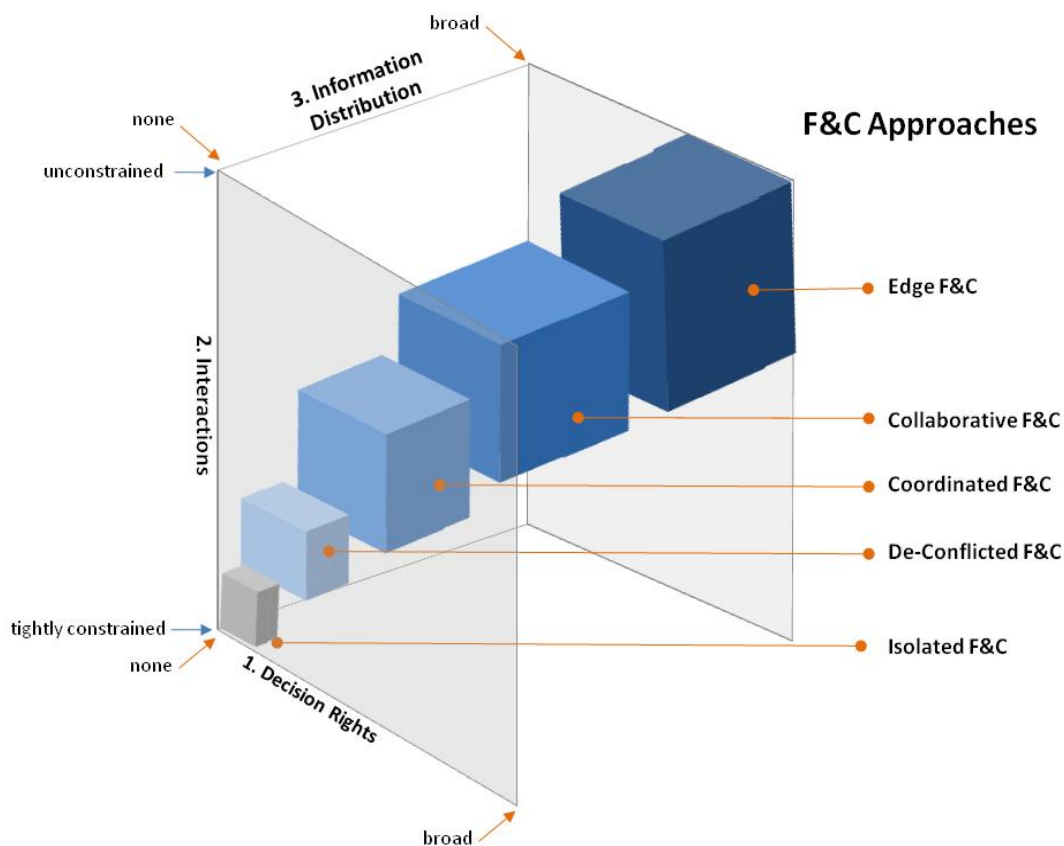 broad
3. Information
Distribution
none
unconstrained
F&C Approaches
Edge F&C
2. Interactions
Collaborative F&C
Coordinated F&C
De-Conflicted F&C
tightly constrained
none
Isolated F&C
1. Decision Rights
broad